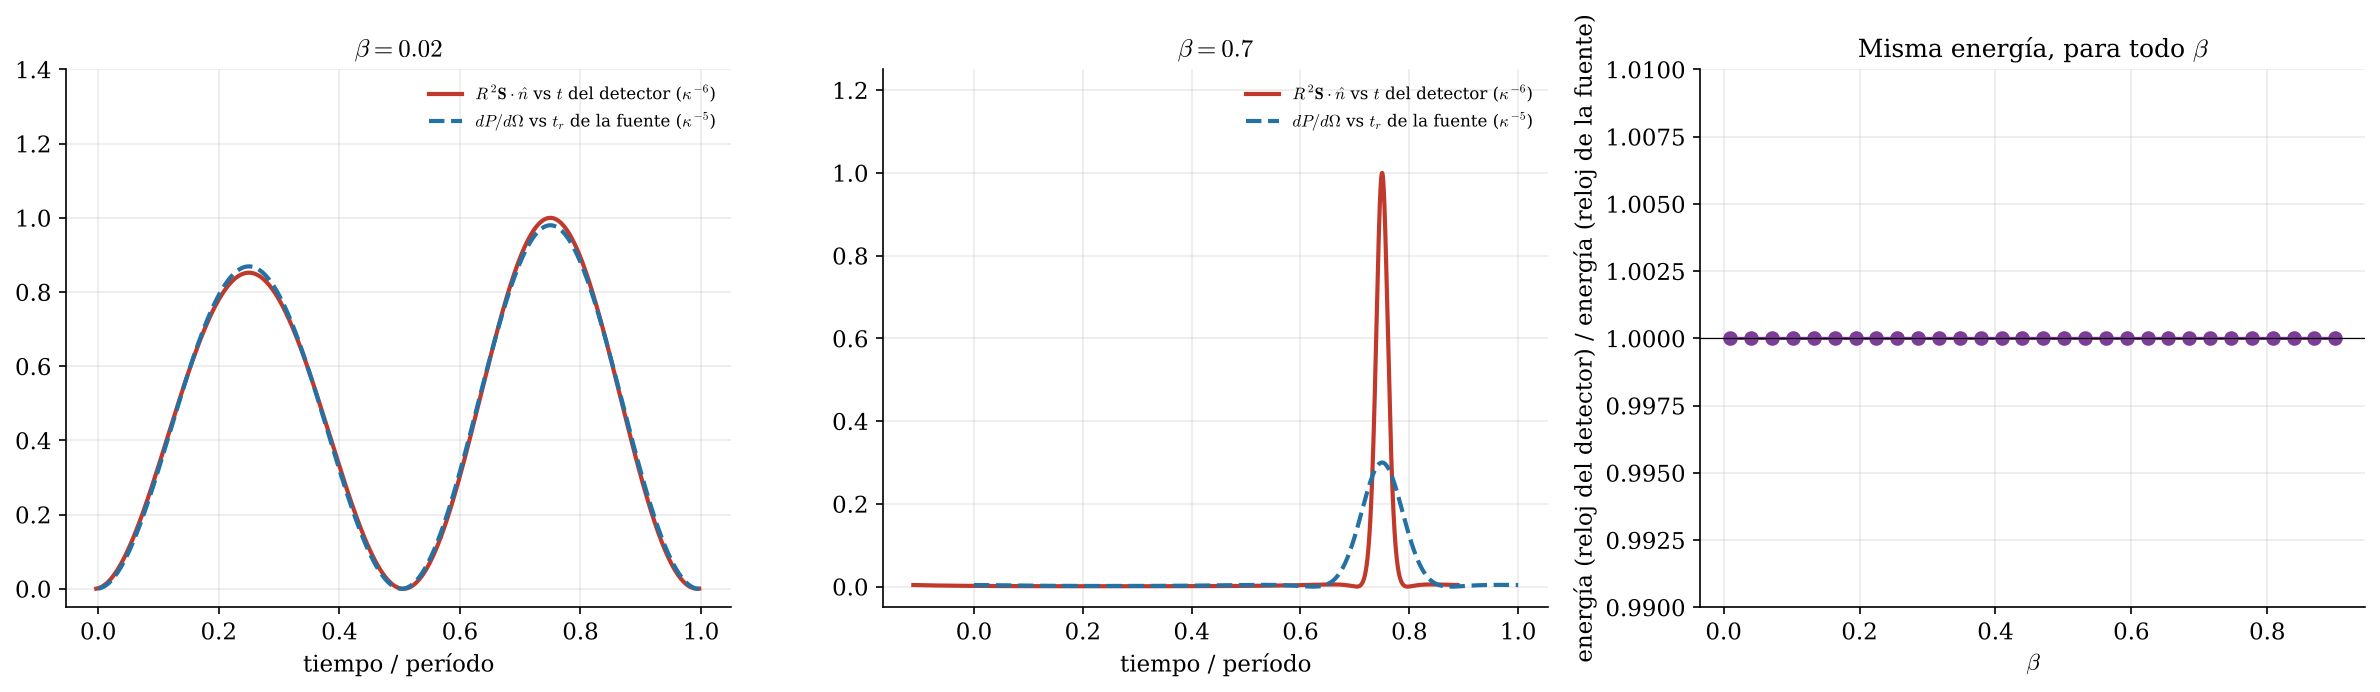 β = 0.02
R²S · n̂ vs t del detector (κ⁻⁶)
dP/dΩ vs tᵣ de la fuente (κ⁻⁵)
1.4
1.2
1.0
0.8
0.6
0.4
0.2
0.0
0.0 0.2 0.4 0.6 0.8 1.0
tiempo / período
β = 0.7
R²S · n̂ vs t del detector (κ⁻⁶)
dP/dΩ vs tᵣ de la fuente (κ⁻⁵)
1.2
1.0
0.8
0.6
0.4
0.2
0.0
0.0 0.2 0.4 0.6 0.8 1.0
tiempo / período
Misma energía, para todo β
energía (reloj del detector) / energía (reloj de la fuente)
1.0100
1.0075
1.0050
1.0025
1.0000
0.9975
0.9950
0.9925
0.9900
0.0 0.2 0.4 0.6 0.8
β